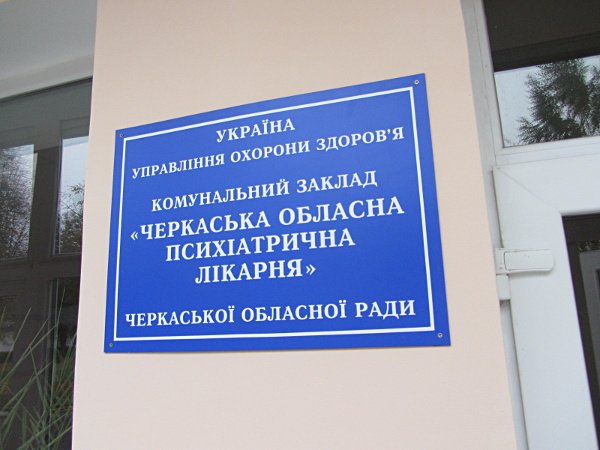 УКРАЇНА
УПРАВЛІННЯ ОХОРОНИ ЗДОРОВ'Я
КОМУНАЛЬНИЙ ЗАКЛАД
«ЧЕРКАСЬКА ОБЛАСНА
ПСИХІАТРИЧНА
ЛІКАРНЯ»
ЧЕРКАСЬКОЇ ОБЛАСНОЇ РАДИ